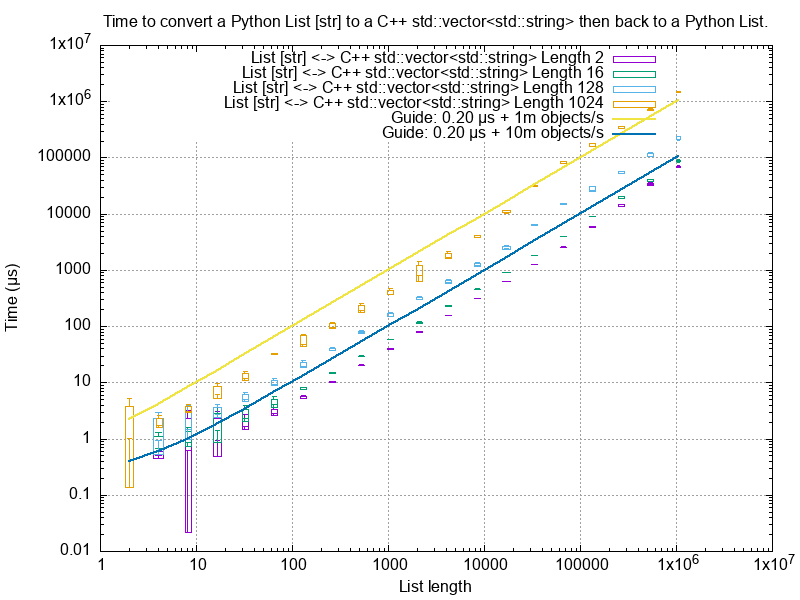 Time to convert a Python List [str] to a C++ std::vector<std::string> then back to a Python List.
1x10^7
List [str] <-> C++ std::vector<std::string> Length 2
List [str] <-> C++ std::vector<std::string> Length 16
List [str] <-> C++ std::vector<std::string> Length 128
List [str] <-> C++ std::vector<std::string> Length 1024
Guide: 0.20 µs + 1m objects/s
Guide: 0.20 µs + 10m objects/s
1x10^6
100000
10000
1000
100
10
1
0.1
0.01
Time (µs)
1 10 100 1000 10000 100000 1x10^6 1x10^7
List length